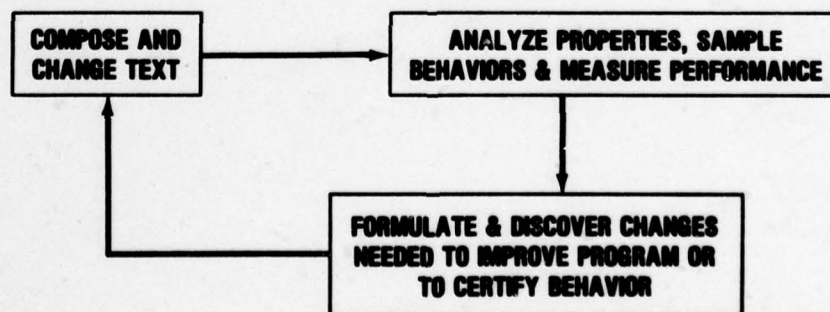 COMPOSE AND
CHANGE TEXT
ANALYZE PROPERTIES, SAMPLE
BEHAVIORS & MEASURE PERFORMANCE
FORMULATE & DISCOVER CHANGES
NEEDED TO IMPROVE PROGRAM OR
TO CERTIFY BEHAVIOR